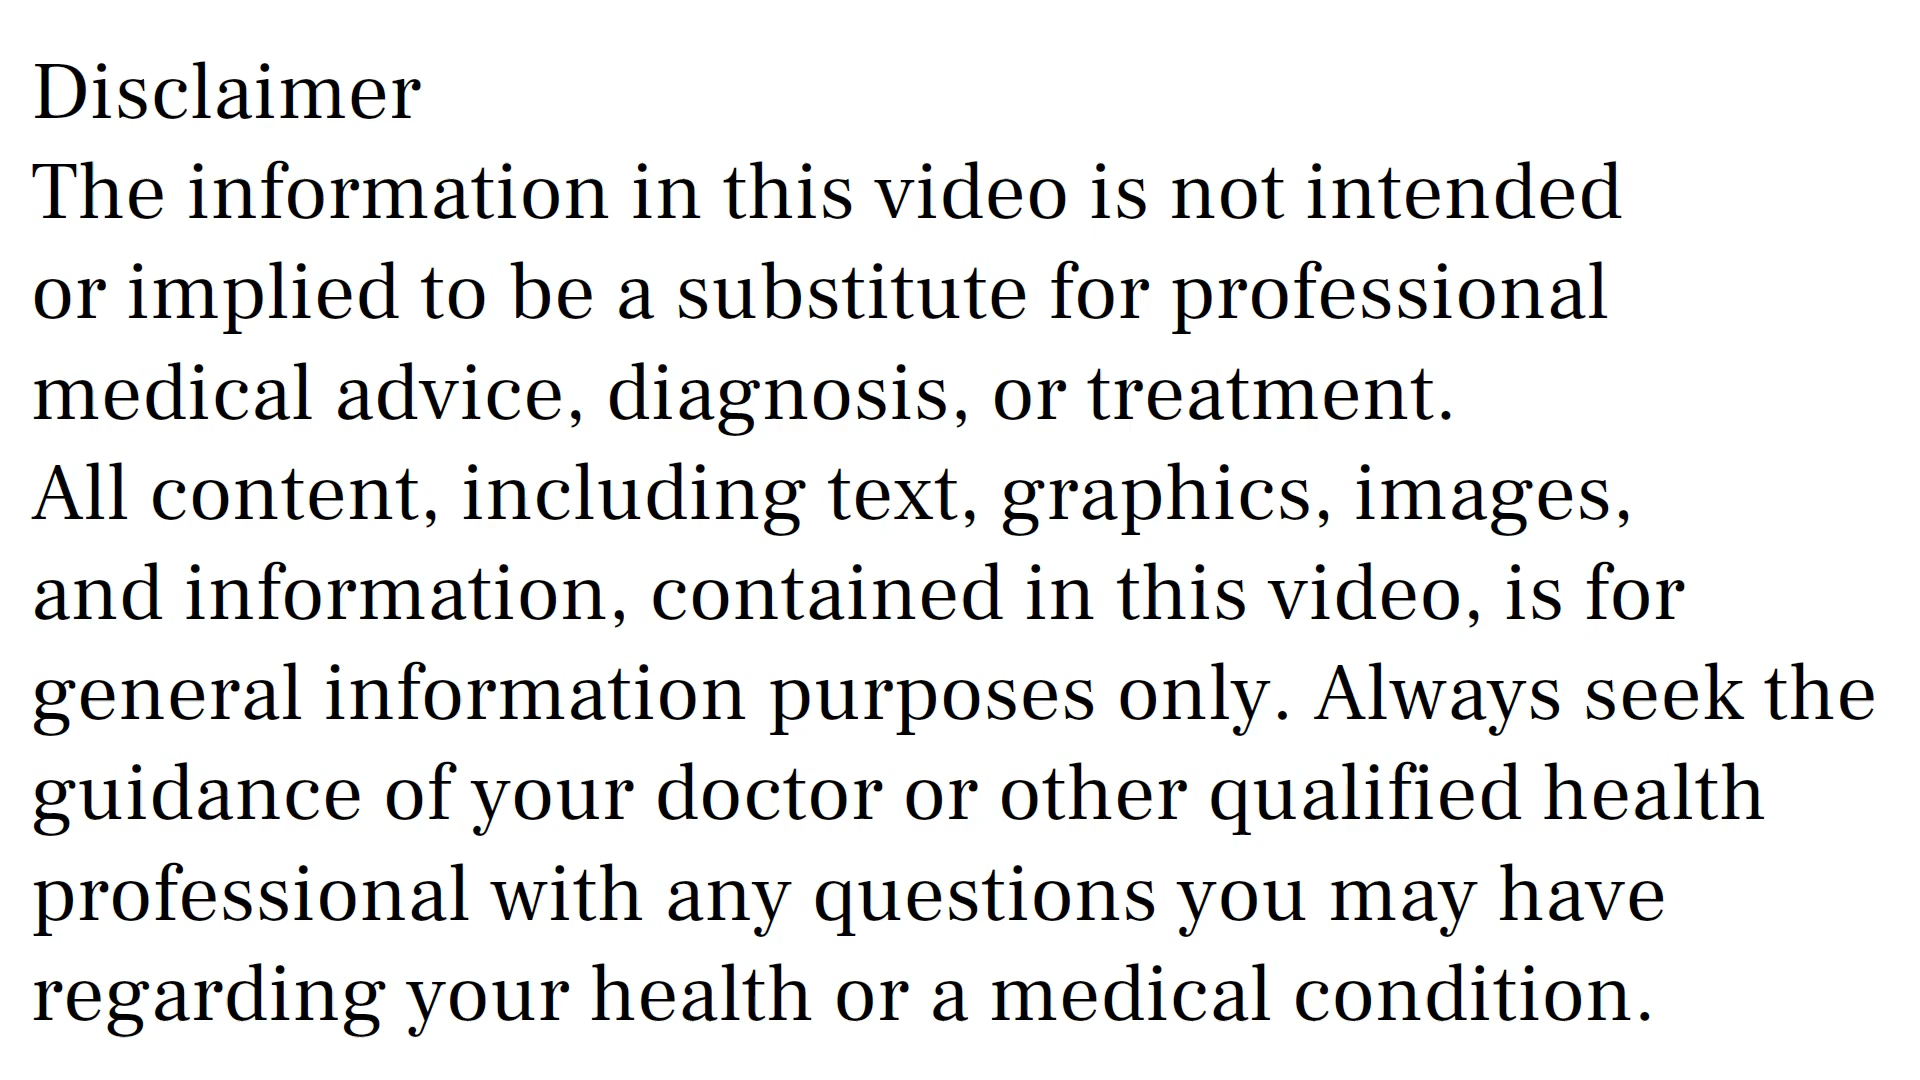 Disclaimer
The information in this video is not intended
or implied to be a substitute for professional
medical advice, diagnosis, or treatment.
All content, including text, graphics, images,
and information, contained in this video, is for
general information purposes only. Always seek the
guidance of your doctor or other qualified health
professional with any questions you may have
regarding your health or a medical condition.